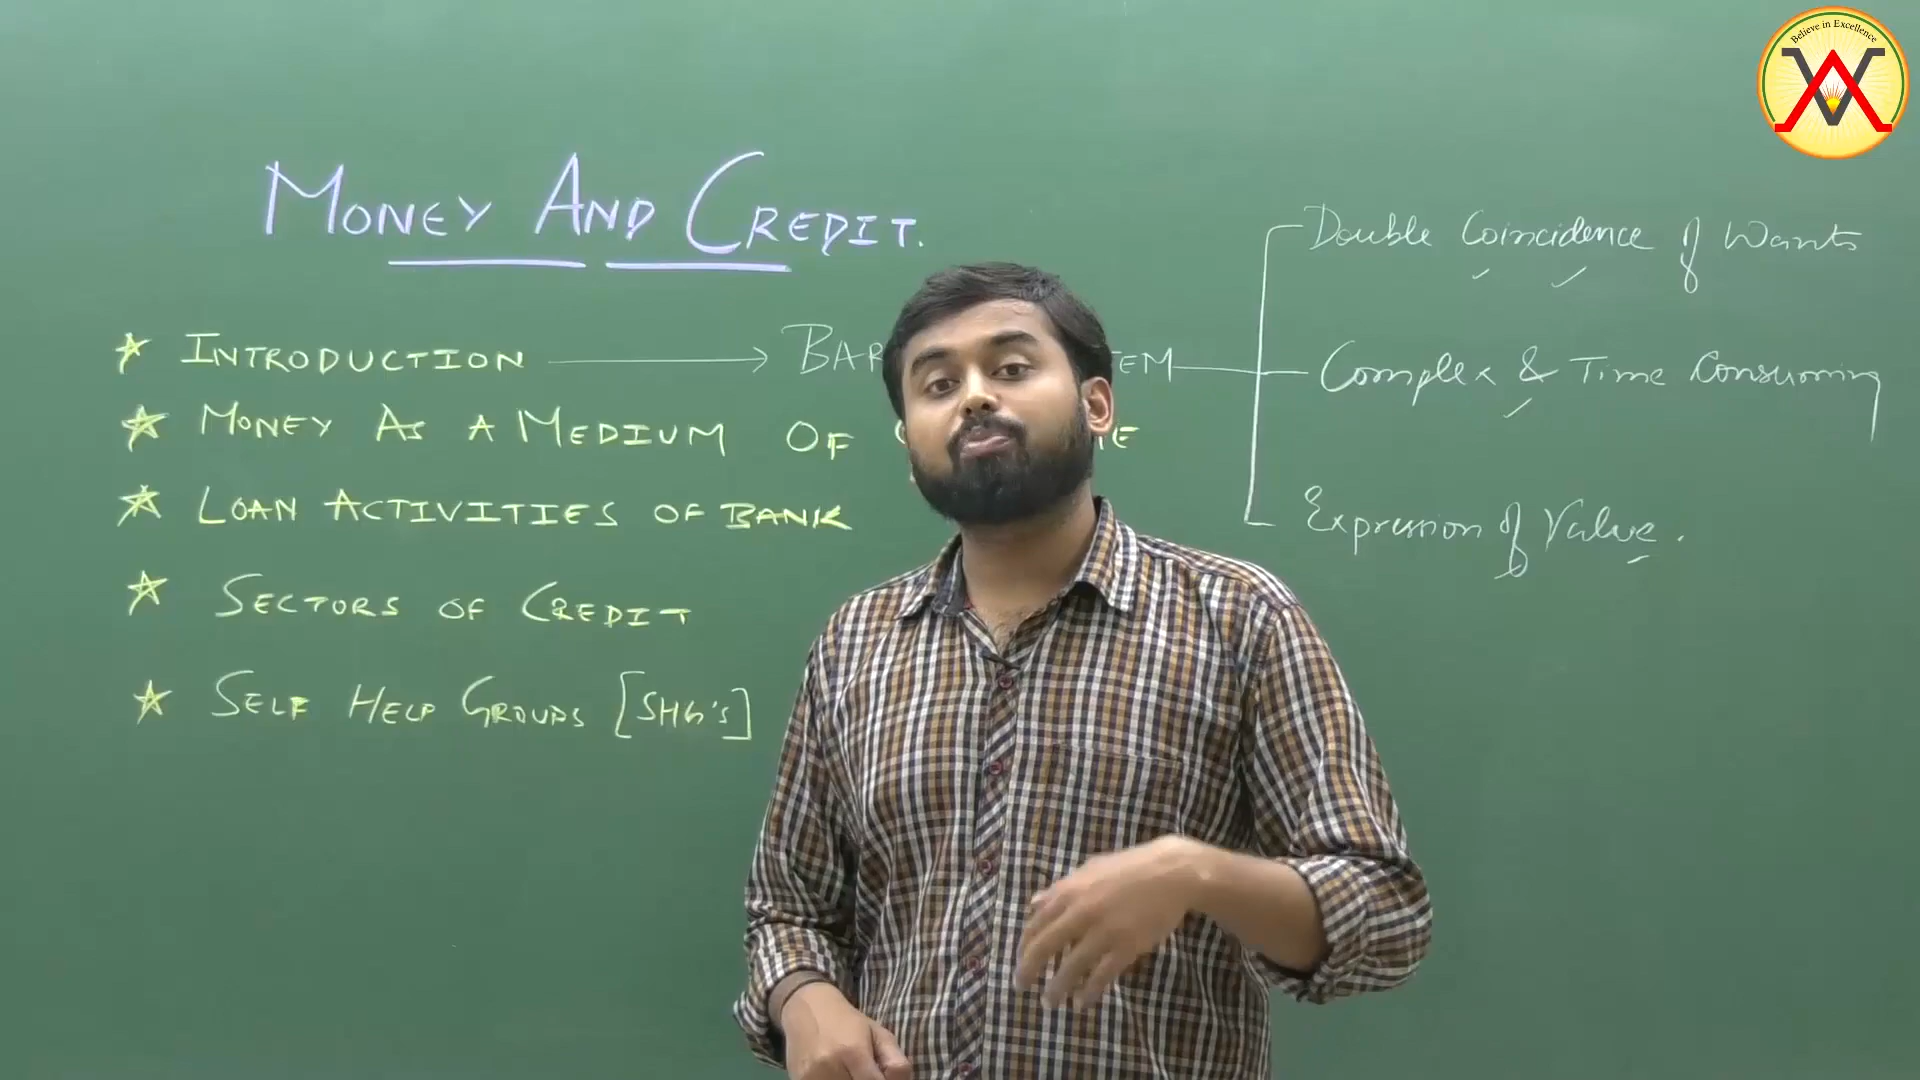 Believe in Excellence
MONEY AND CREDIT.
★ INTRODUCTION → BAR TEM
Double Coincidence of Wants
Complex & Time Consuming
Expression of Value.
★ MONEY AS A MEDIUM OF
★ LOAN ACTIVITIES OF BANK
★ SECTORS OF CREDIT
★ SELF HELP GROUPS [SHG's]